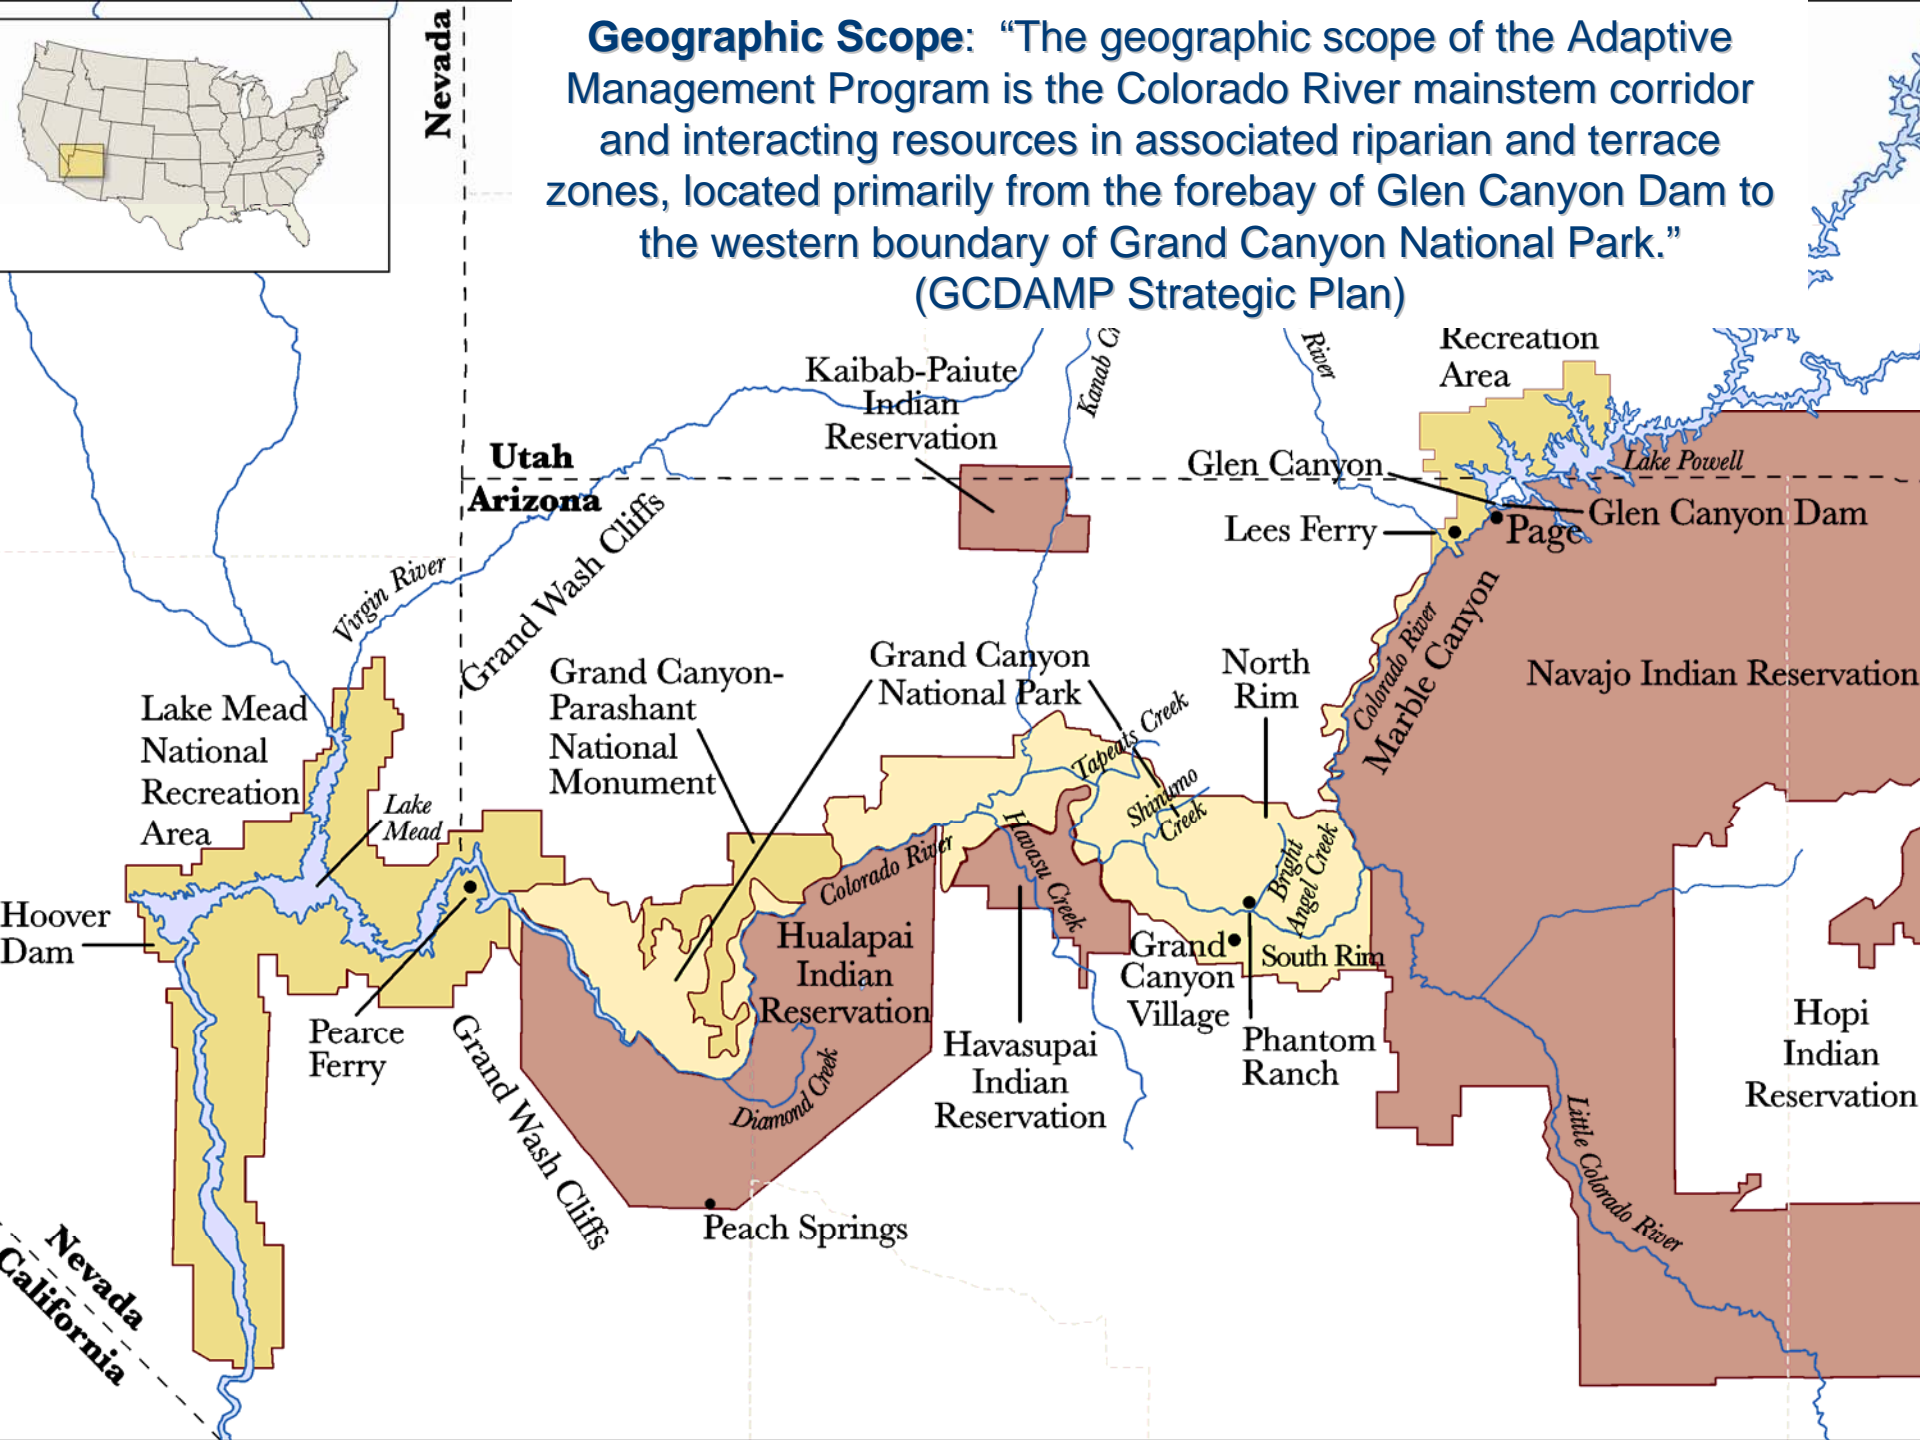 Geographic Scope: “The geographic scope of the Adaptive
Management Program is the Colorado River mainstem corridor
and interacting resources in associated riparian and terrace
zones, located primarily from the forebay of Glen Canyon Dam to
the western boundary of Grand Canyon National Park.”
(GCDAMP Strategic Plan)
Nevada
Kanab
River
Recreation
Area
Kaibab-Paiute
Indian
Reservation
Utah
Arizona
Glen Canyon
Lake Powell
Glen Canyon Dam
Lees Ferry
Page
Virgin River
Grand Wash Cliffs
Colorado River
Marble Canyon
Navajo Indian Reservation
Grand Canyon-
Parashant
National
Monument
Grand Canyon
National Park
North
Rim
Lake Mead
National
Recreation
Area
Lake
Mead
Tapeats Creek
Shinumo
Creek
Bright
Angel Creek
Colorado River
Havasu Creek
Hoover
Dam
Hualapai
Indian
Reservation
Grand
Canyon
Village
South Rim
Pearce
Ferry
Grand Wash Cliffs
Diamond Creek
Havasupai
Indian
Reservation
Phantom
Ranch
Hopi
Indian
Reservation
Little Colorado River
Peach Springs
Nevada
California